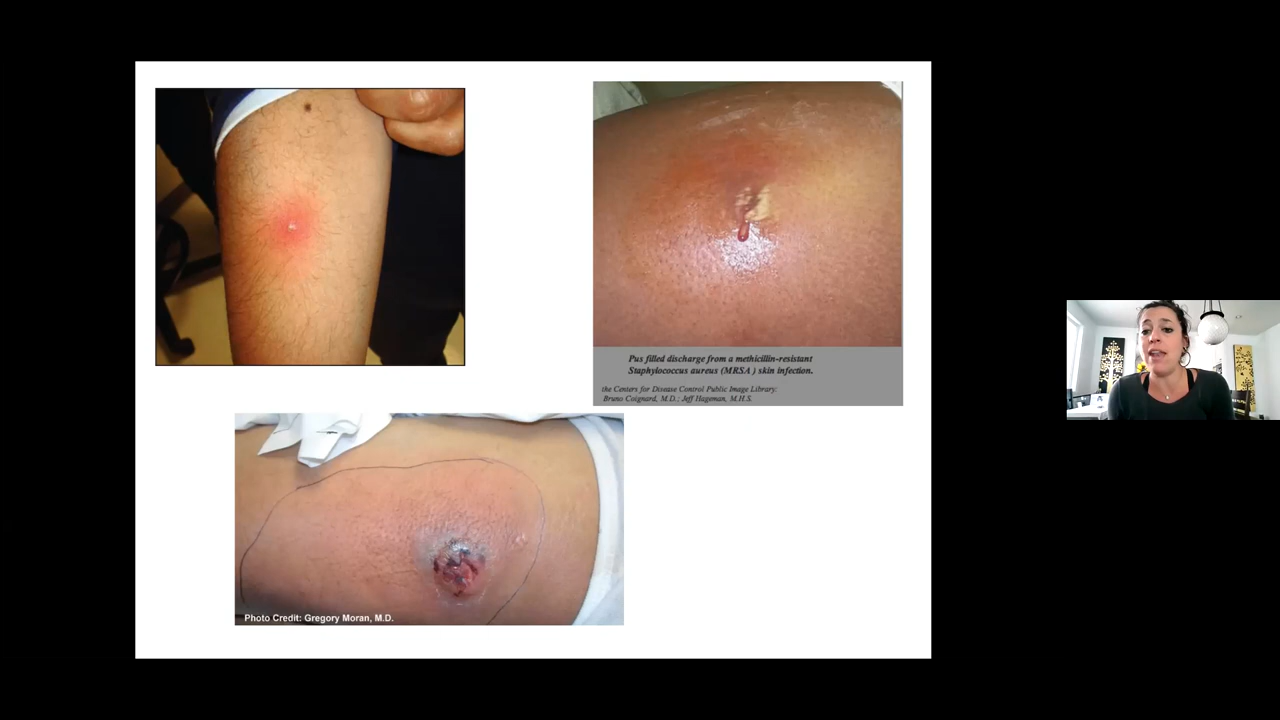 Pus filled discharge from a methicillin-resistant
Staphylococcus aureus (MRSA ) skin infection.
the Centers for Disease Control Public Image Library:
Bruno Coignard, M.D.; Jeff Hageman, M.H.S.
Photo Credit: Gregory Moran, M.D.